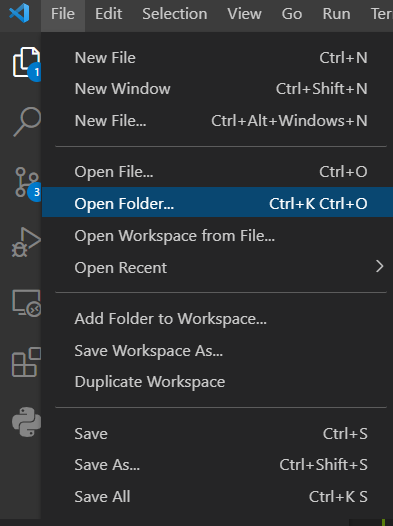 File Edit Selection View Go Run
New File Ctrl+N
1
New Window Ctrl+Shift+N
New File... Ctrl+Alt+Windows+N
Open File... Ctrl+O
3
Open Folder... Ctrl+K Ctrl+O
Open Workspace from File...
Open Recent
Add Folder to Workspace...
Save Workspace As...
Duplicate Workspace
Save Ctrl+S
Save As... Ctrl+Shift+S
Save All Ctrl+K S